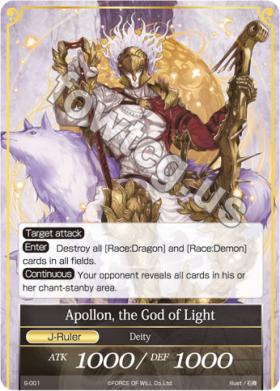 fowtcg.us
Target attack
Enter Destroy all [Race:Dragon] and [Race:Demon]
cards in all fields.
Continuous Your opponent reveals all cards in his or
her chant-stanby area.
Apollon, the God of Light
J-Ruler
Deity
ATK 1000 / DEF 1000
S-001
©FORCE OF WILL Co.,Ltd.